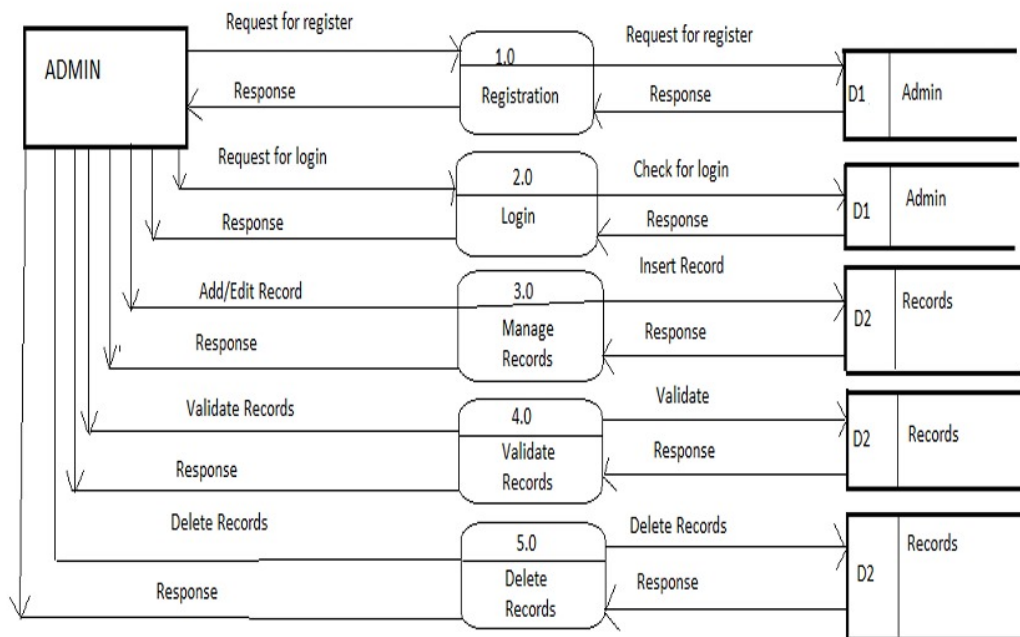 Request for register
1.0
Request for register
ADMIN
Registration
Response
Response
D1
Admin
Request for login
2.0
Check for login
Login
Response
Response
D1
Admin
Insert Record
Add/Edit Record
3.0
Manage
Records
Response
Response
D2
Records
Validate Records
4.0
Validate
Validate
Records
Response
Response
D2
Records
Delete Records
5.0
Delete Records
Delete
Records
Response
Response
D2
Records